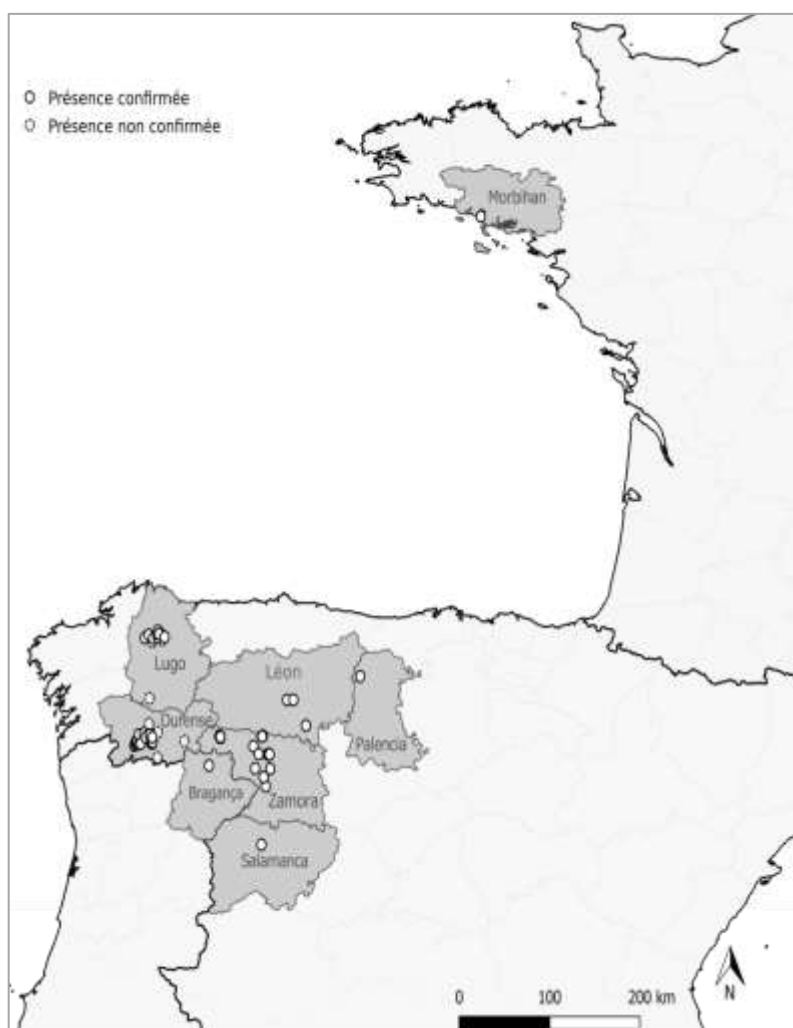 Présence confirmée
Présence non confirmée
Morbihan
Lugo
Léon
Ourense
Palencia
Bragança
Zamora
Salamanca
0 100 200 km
N